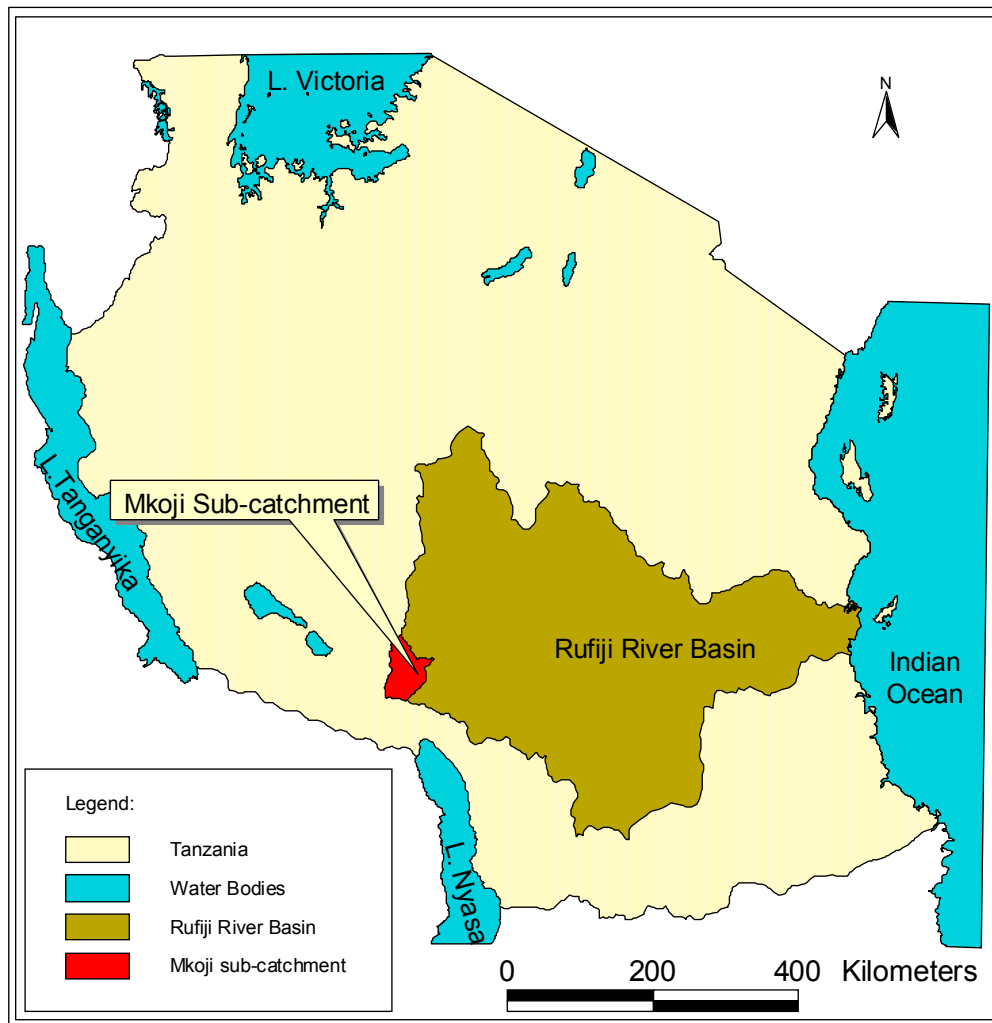 L. Victoria
N
L. Tanganyika
Mkoji Sub-catchment
Rufiji River Basin
Indian
Ocean
L. Nyasa
Legend:
Tanzania
Water Bodies
Rufiji River Basin
Mkoji sub-catchment
0 200 400 Kilometers